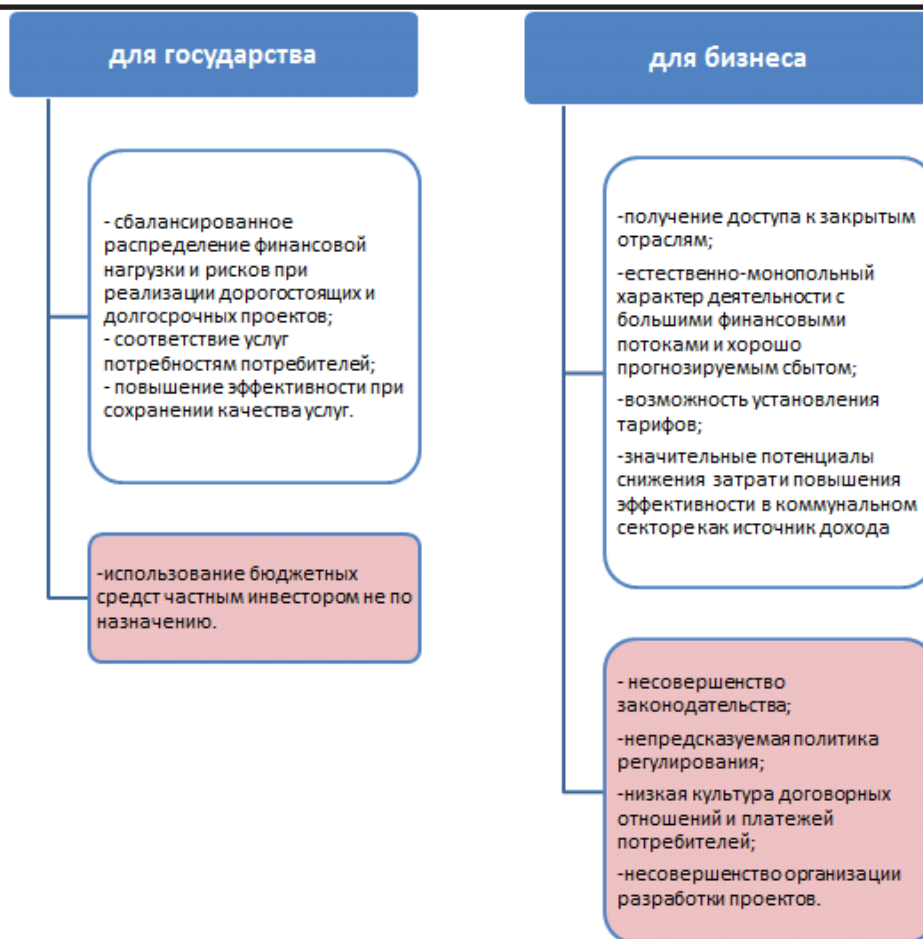 для государства
- сбалансированное
распределение финансовой
нагрузки и рисков при
реализации дорогостоящих и
долгосрочных проектов;
- соответствие услуг
потребностям потребителей;
- повышение эффективности при
сохранении качества услуг.
-использование бюджетных
средст частным инвестором не по
назначению.
для бизнеса
-получение доступа к закрытым
отраслям;
-естественно-монопольный
характер деятельности с
большими финансовыми
потоками и хорошо
прогнозируемым сбытом;
-возможность установления
тарифов;
-значительные потенциалы
снижения затрат и повышения
эффективности в коммунальном
секторе как источник дохода
- несовершенство
законодательства;
-непредсказуемая политика
регулирования;
-низкая культура договорных
отношений и платежей
потребителей;
-несовершенство организации
разработки проектов.